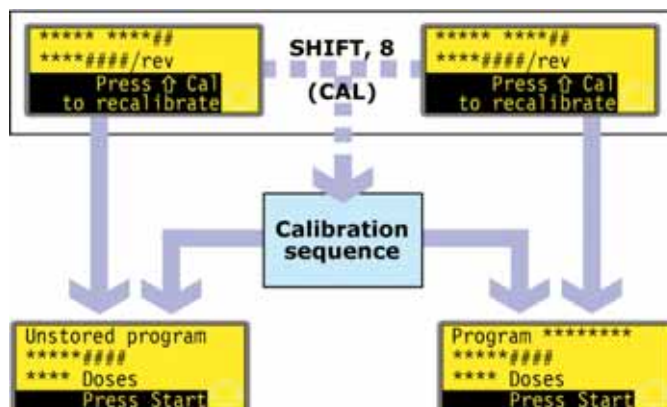 ***** ****##
****####/rev
Press ⇧ Cal
to recalibrate
SHIFT, 8
(CAL)
***** ****##
****####/rev
Press ⇧ Cal
to recalibrate
Calibration
sequence
Unstored program
*****####
**** Doses
Press Start
Program ********
*****####
**** Doses
Press Start